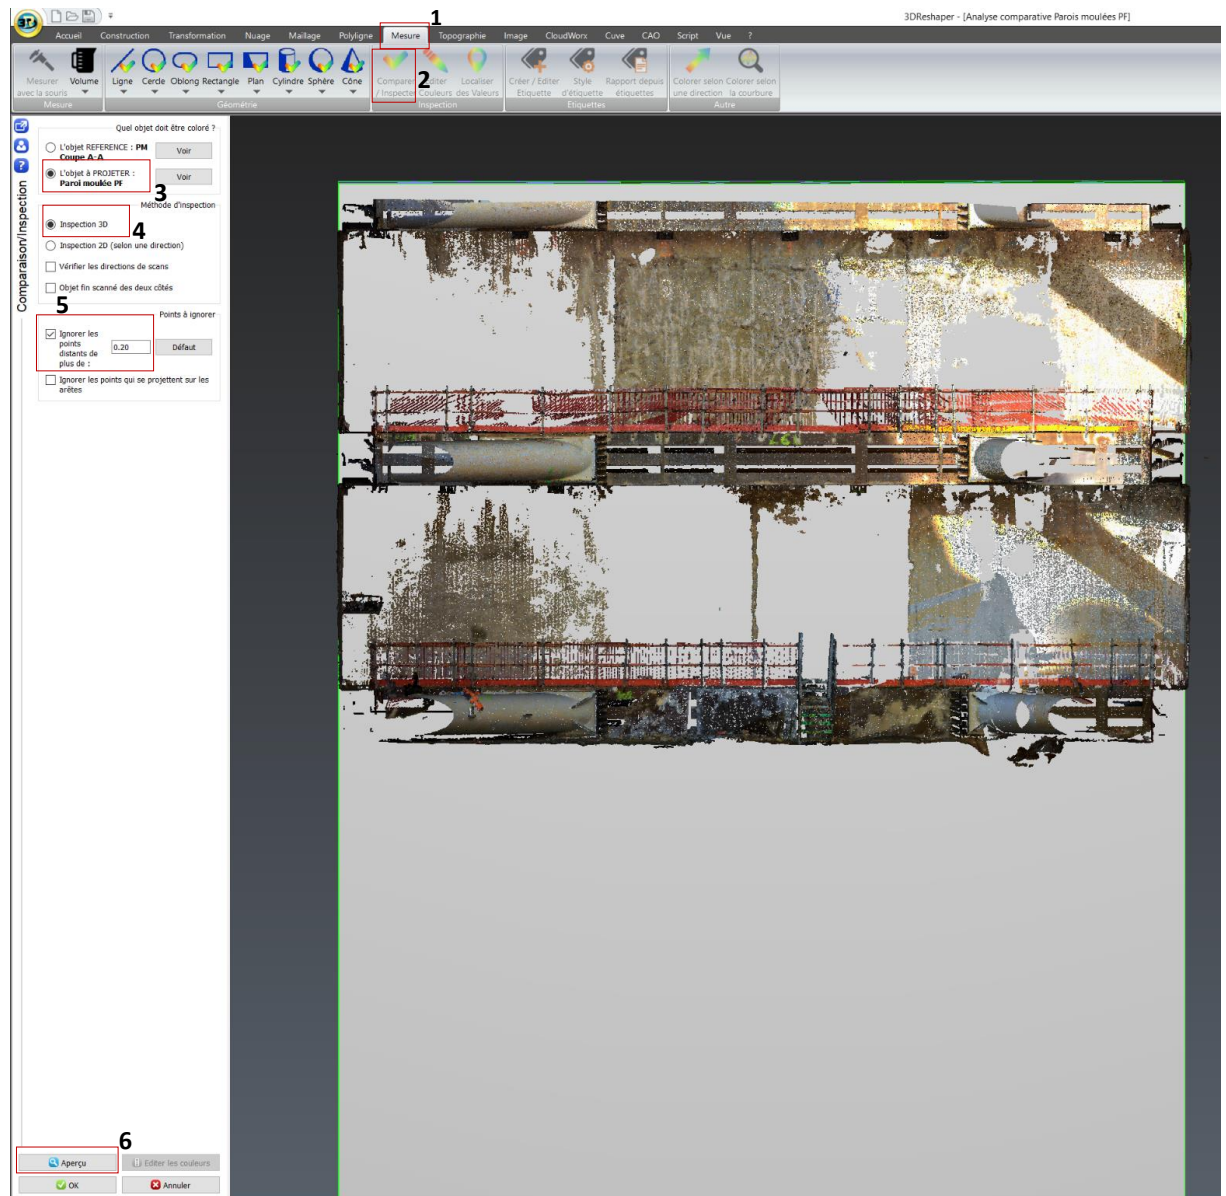 1
3DReshaper - [Analyse comparative Parois moulées PF]
Accueil Construction Transformation Nuage Maillage Polyligne Mesure Topographie Image CloudWorx Cuve CAO Script Vue ?
2
Mesurer Volume Ligne Cercle Oblong Rectangle Plan Cylindre Sphère Cône Comparer Editer Localiser Créer / Editer Style Rapport depuis Colorer selon Colorer selon
avec la souris / Inspecter Couleurs des Valeurs Etiquette d'étiquette étiquettes une direction la courbure
Mesure Géométrie Inspection Etiquettes Autre
Comparaison/Inspection
Quel objet doit être coloré ?
L'objet REFERENCE : PM
Coupe A-A
Voir
L'objet à PROJETER :
Paroi moulée PF
Voir
3
Méthode d'inspection
Inspection 3D
4
Inspection 2D (selon une direction)
Vérifier les directions de scans
Objet fin scanné des deux côtés
5
Points à ignorer
Ignorer les
points
distants de
plus de :
0.20
Défaut
Ignorer les points qui se projettent sur les
arêtes
6
Aperçu Editer les couleurs
OK Annuler